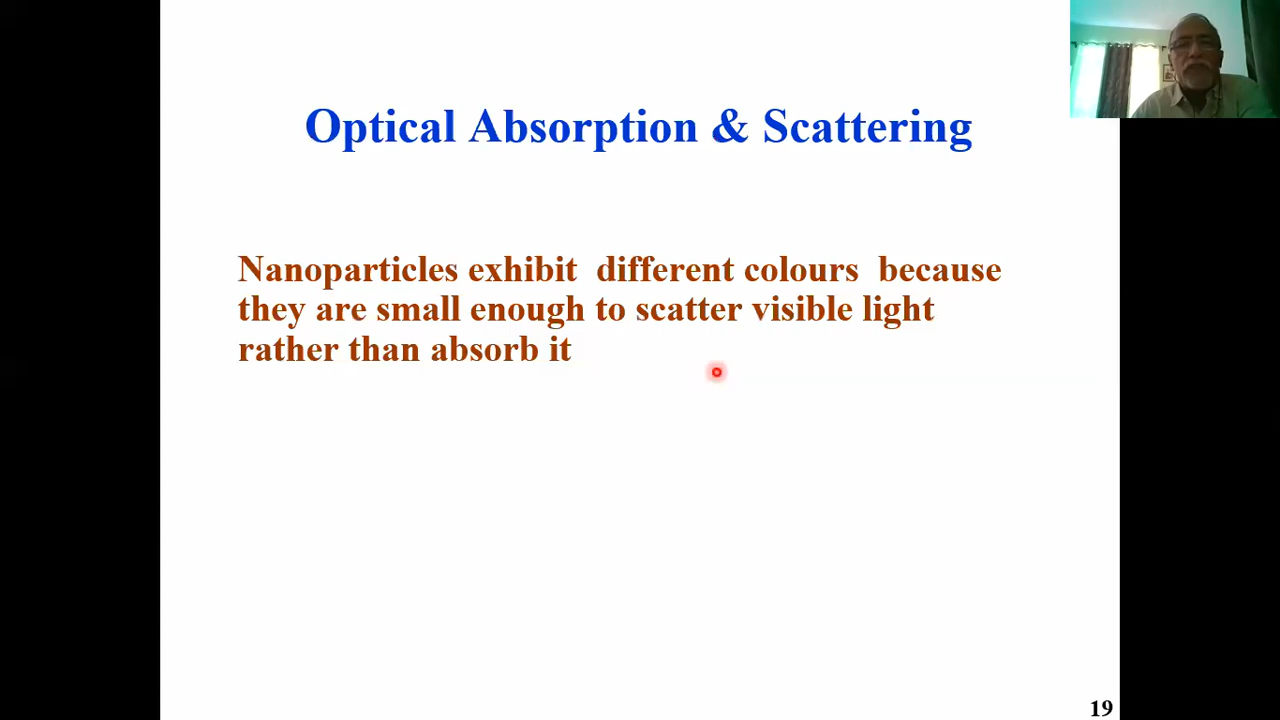 Optical Absorption & Scattering
Nanoparticles exhibit different colours because
they are small enough to scatter visible light
rather than absorb it
19